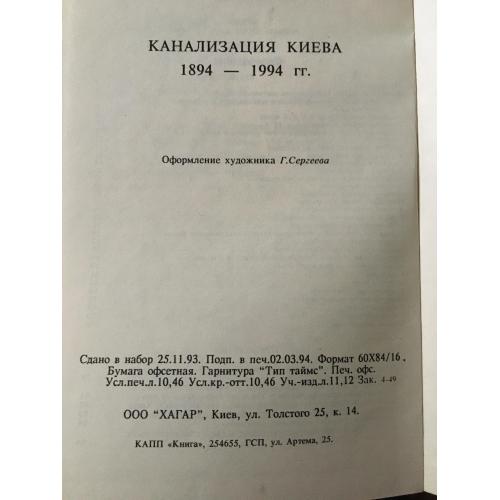 КАНАЛИЗАЦИЯ КИЕВА
1894 — 1994 гг.
Оформление художника Г.Сергеева
Сдано в набор 25.11.93. Подп. в печ.02.03.94. Формат 60Х84/16.
Бумага офсетная. Гарнитура "Тип таймс". Печ. офс.
Усл.печ.л.10,46 Усл.кр.-отт.10,46 Уч.-изд.л.11,12 Зак. 4-49
ООО "ХАГАР", Киев, ул. Толстого 25, к. 14.
КАПП «Книга», 254655, ГСП, ул. Артема, 25.